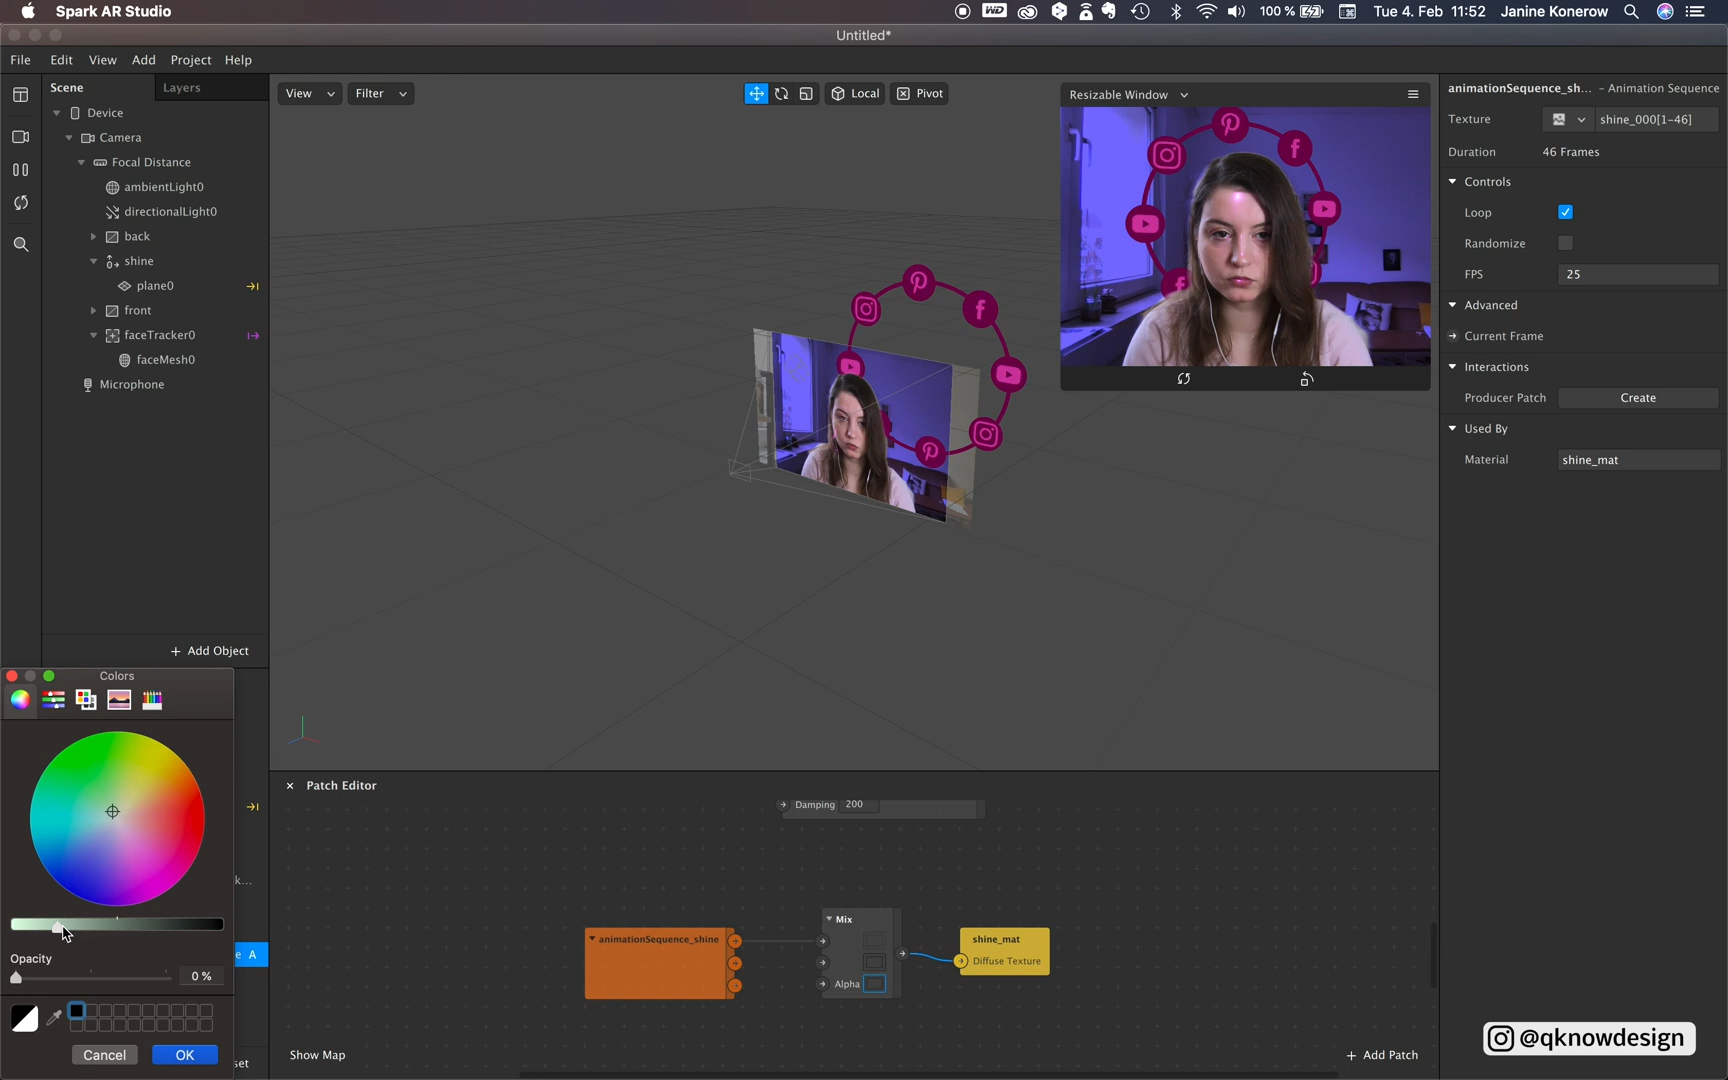 Spark AR Studio
100 %
Tue 4. Feb 11:52
Janine Konerow
Untitled*
File Edit View Add Project Help
Scene
Layers
Device
Camera
Focal Distance
ambientLight0
directionalLight0
back
shine
plane0
front
faceTracker0
faceMesh0
Microphone
+ Add Object
View
Filter
Local
Pivot
Resizable Window
animationSequence_sh... - Animation Sequence
Texture
shine_000[1-46]
Duration
46 Frames
Controls
Loop
Randomize
FPS
25
Advanced
Current Frame
Interactions
Producer Patch
Create
Used By
Material
shine_mat
Colors
Opacity
0 %
Cancel
OK
k...
e A
set
Patch Editor
Damping 200
animationSequence_shine
Mix
Alpha
shine_mat
Diffuse Texture
Show Map
+ Add Patch
@qknowdesign